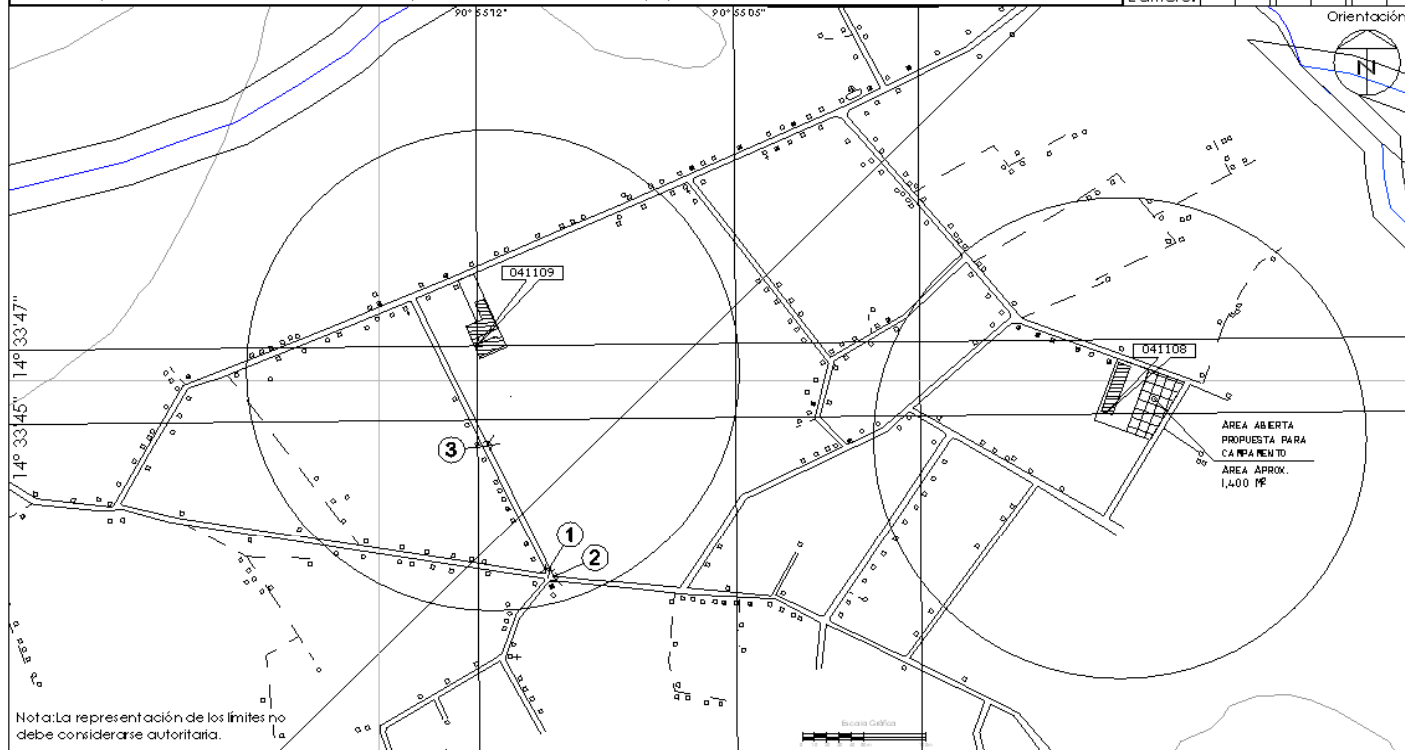 90° 55'12"
90° 55'05"
Orientación
N
041109
14° 33'47"
041108
14° 33'45"
ÁREA ABIERTA
PROPUESTA PARA
CAMPAMENTO
ÁREA APROX.
1,400 M²
3
1
2
Nota:La representación de los límites no
debe considerarse autoritaria.
Escala Gráfica